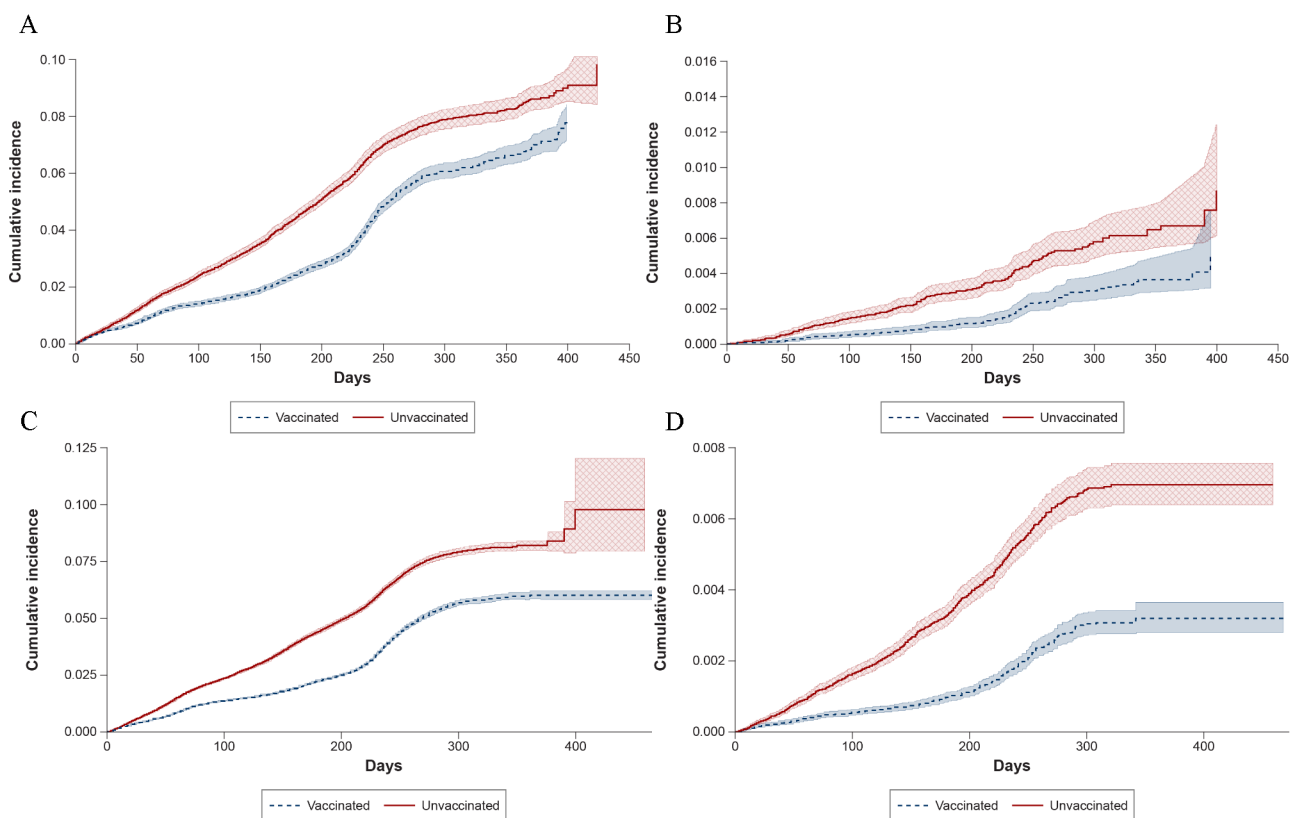 A
Cumulative incidence
0.10
0.08
0.06
0.04
0.02
0.00
0 50 100 150 200 250 300 350 400 450
Days
Vaccinated Unvaccinated
B
Cumulative incidence
0.016
0.014
0.012
0.010
0.008
0.006
0.004
0.002
0.000
0 50 100 150 200 250 300 350 400 450
Days
Vaccinated Unvaccinated
C
Cumulative incidence
0.125
0.100
0.075
0.050
0.025
0.000
0 100 200 300 400
Days
Vaccinated Unvaccinated
D
Cumulative incidence
0.008
0.006
0.004
0.002
0.000
0 100 200 300 400
Days
Vaccinated Unvaccinated